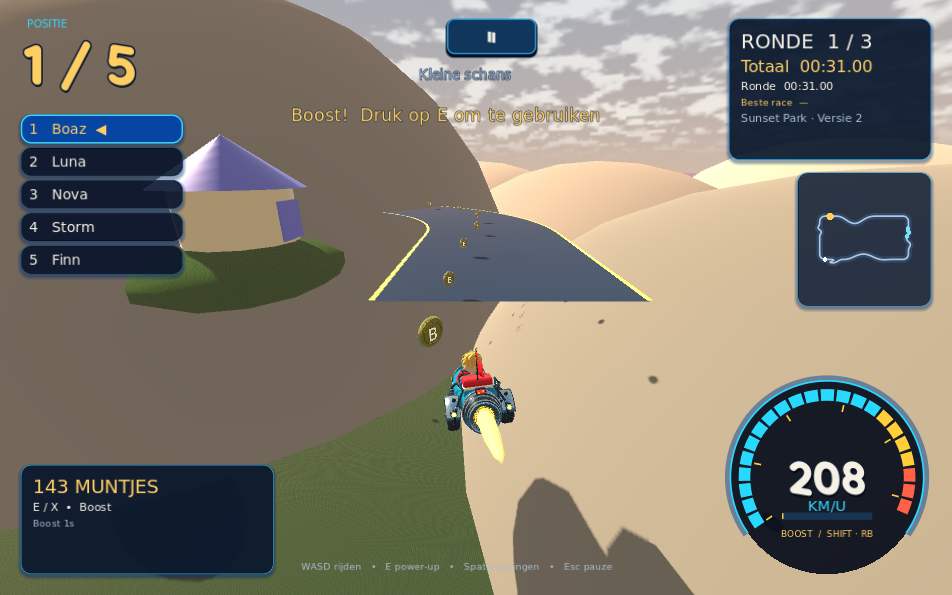 POSITIE
1 / 5
1 Boaz ◀
2 Luna
3 Nova
4 Storm
5 Finn
Kleine schans
Boost! Druk op E om te gebruiken
RONDE 1 / 3
Totaal 00:31.00
Ronde 00:31.00
Beste race —
Sunset Park · Versie 2
B
B
143 MUNTJES
E / X • Boost
Boost 1s
208
KM/U
BOOST / SHIFT · RB
WASD rijden • E power-up • • Esc pauze